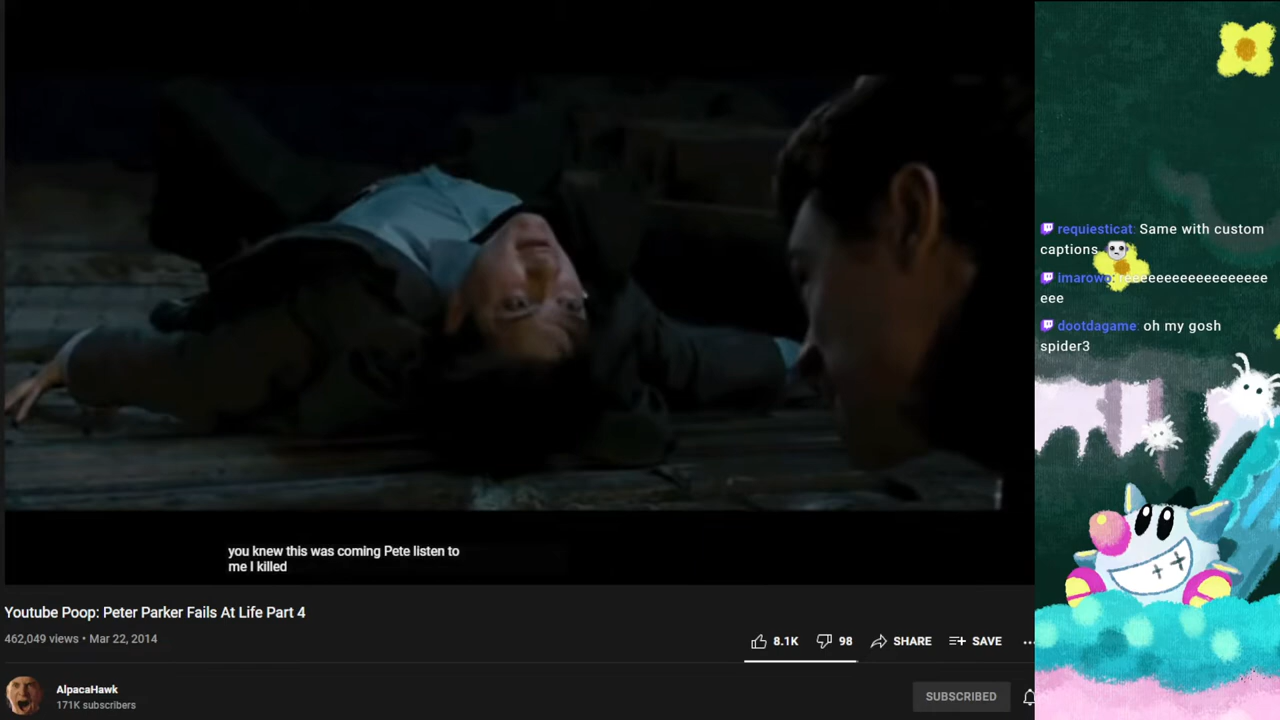 you knew this was coming Pete listen to
me I killed
Youtube Poop: Peter Parker Fails At Life Part 4
462,049 views • Mar 22, 2014
8.1K
98
SHARE
SAVE
AlpacaHawk
171K subscribers
SUBSCRIBED
requiesticat: Same with custom
captions
imarowo: reeeeeeeeeeeeeeeeee
eee
dootdagame: oh my gosh
spider3